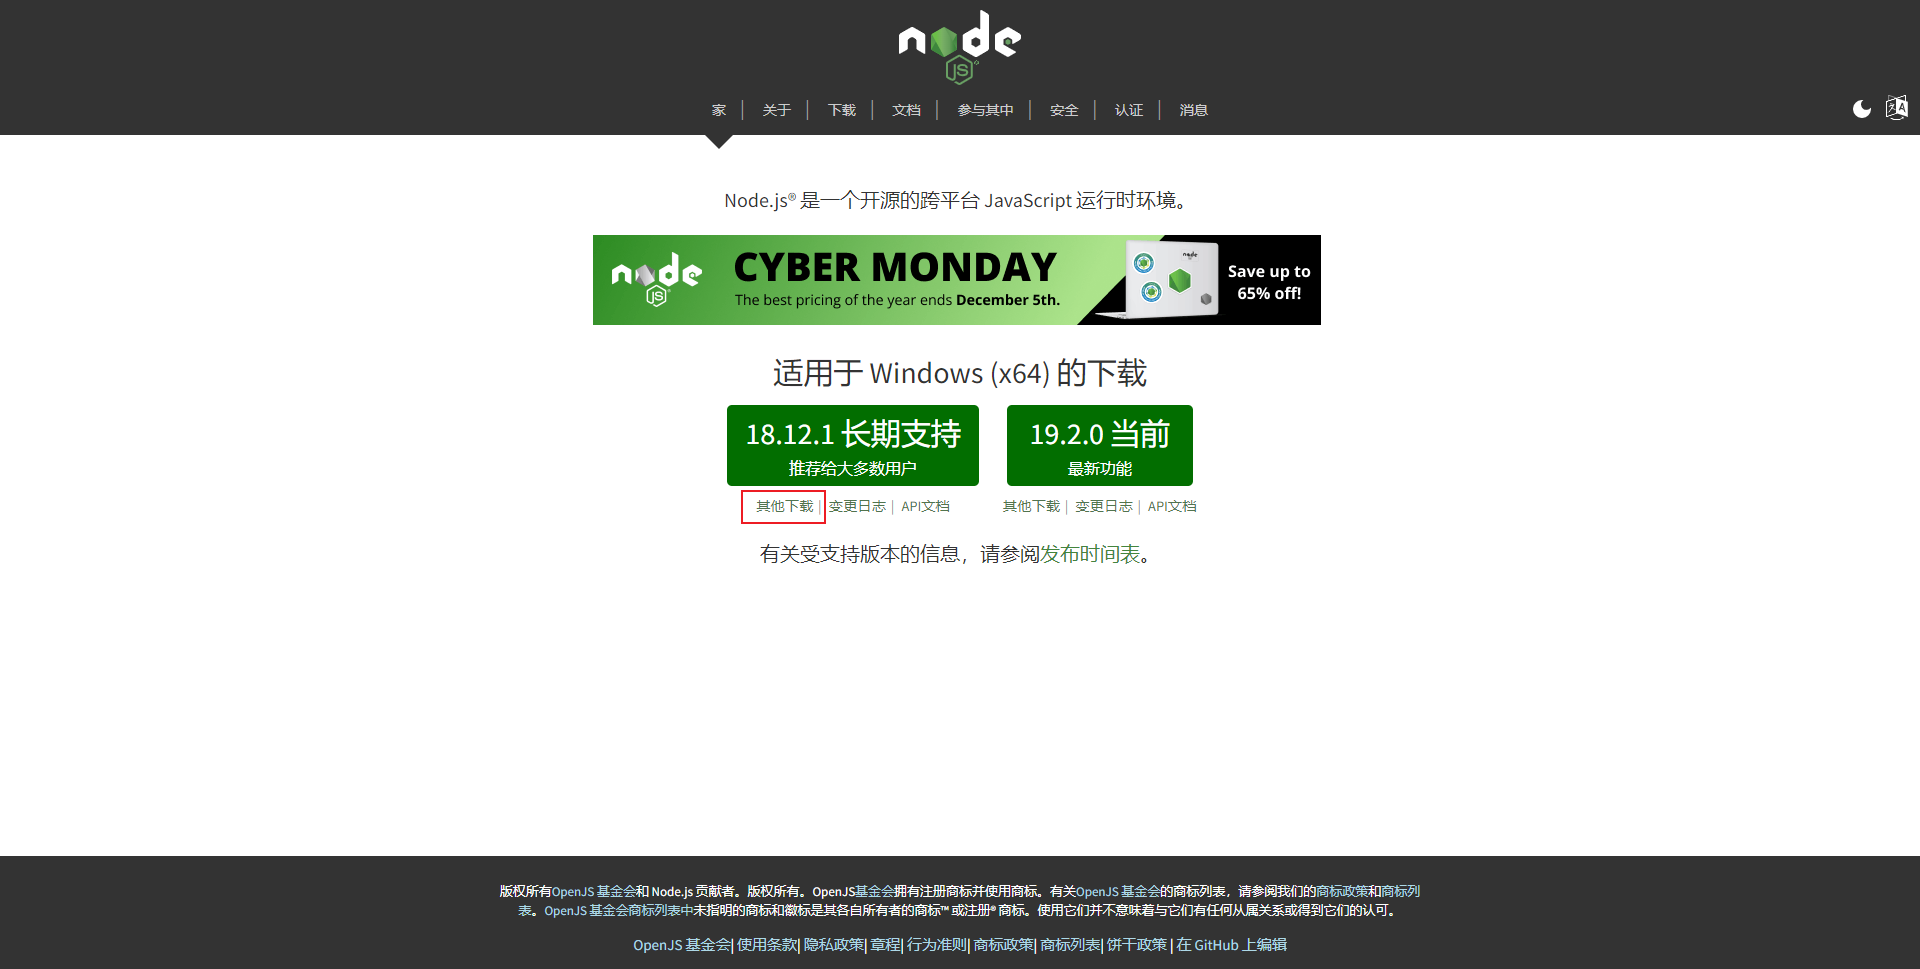 node
JS
家 | 关于 | 下载 | 文档 | 参与其中 | 安全 | 认证 | 消息
Node.js® 是一个开源的跨平台 JavaScript 运行时环境。
node
JS
CYBER MONDAY
The best pricing of the year ends December 5th.
node
Save up to
65% off!
适用于 Windows (x64) 的下载
18.12.1 长期支持
推荐给大多数用户
19.2.0 当前
最新功能
其他下载 | 变更日志 | API文档
其他下载 | 变更日志 | API文档
有关受支持版本的信息，请参阅发布时间表。
版权所有OpenJS 基金会和 Node.js 贡献者。版权所有。OpenJS基金会拥有注册商标并使用商标。有关OpenJS 基金会的商标列表，请参阅我们的商标政策和商标列
表。OpenJS 基金会商标列表中未指明的商标和徽标是其各自所有者的商标™ 或注册® 商标。使用它们并不意味着与它们有任何从属关系或得到它们的认可。
OpenJS 基金会| 使用条款| 隐私政策| 章程| 行为准则| 商标政策| 商标列表| 饼干政策 | 在 GitHub 上编辑